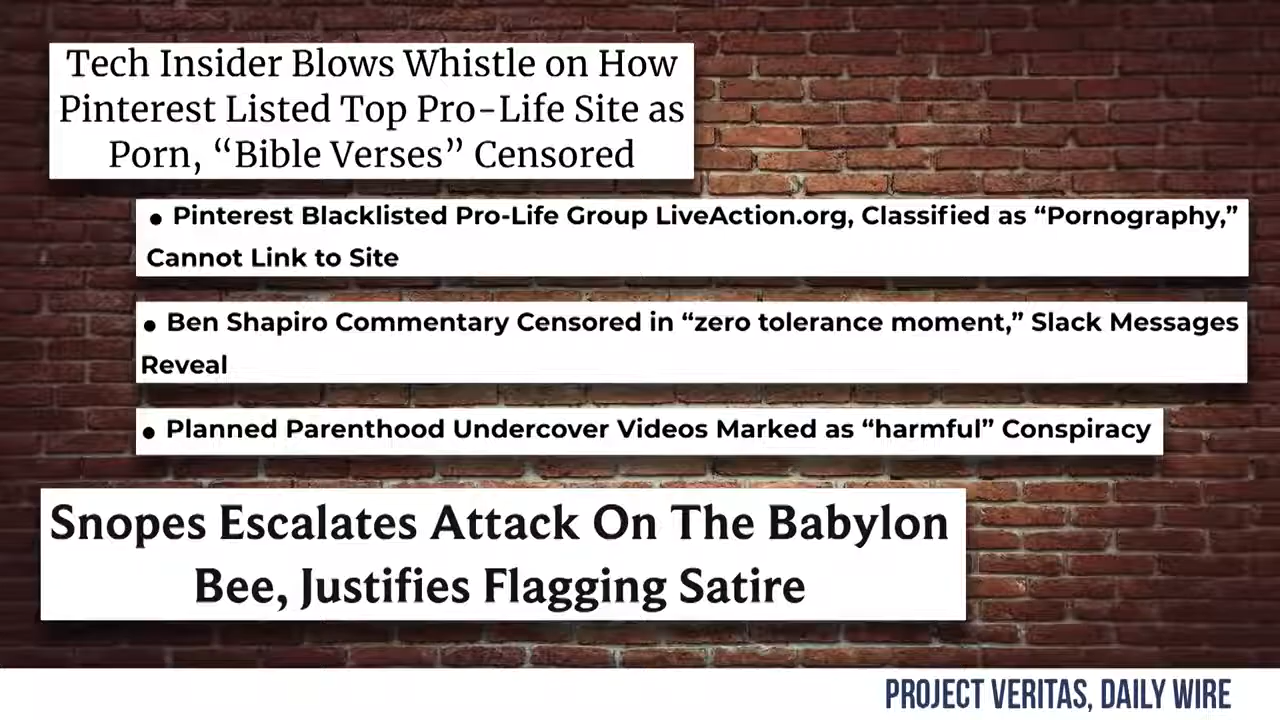 Tech Insider Blows Whistle on How
Pinterest Listed Top Pro-Life Site as
Porn, “Bible Verses” Censored
• Pinterest Blacklisted Pro-Life Group LiveAction.org, Classified as “Pornography,”
Cannot Link to Site
• Ben Shapiro Commentary Censored in “zero tolerance moment,” Slack Messages
Reveal
• Planned Parenthood Undercover Videos Marked as “harmful” Conspiracy
Snopes Escalates Attack On The Babylon
Bee, Justifies Flagging Satire
PROJECT VERITAS, DAILY WIRE